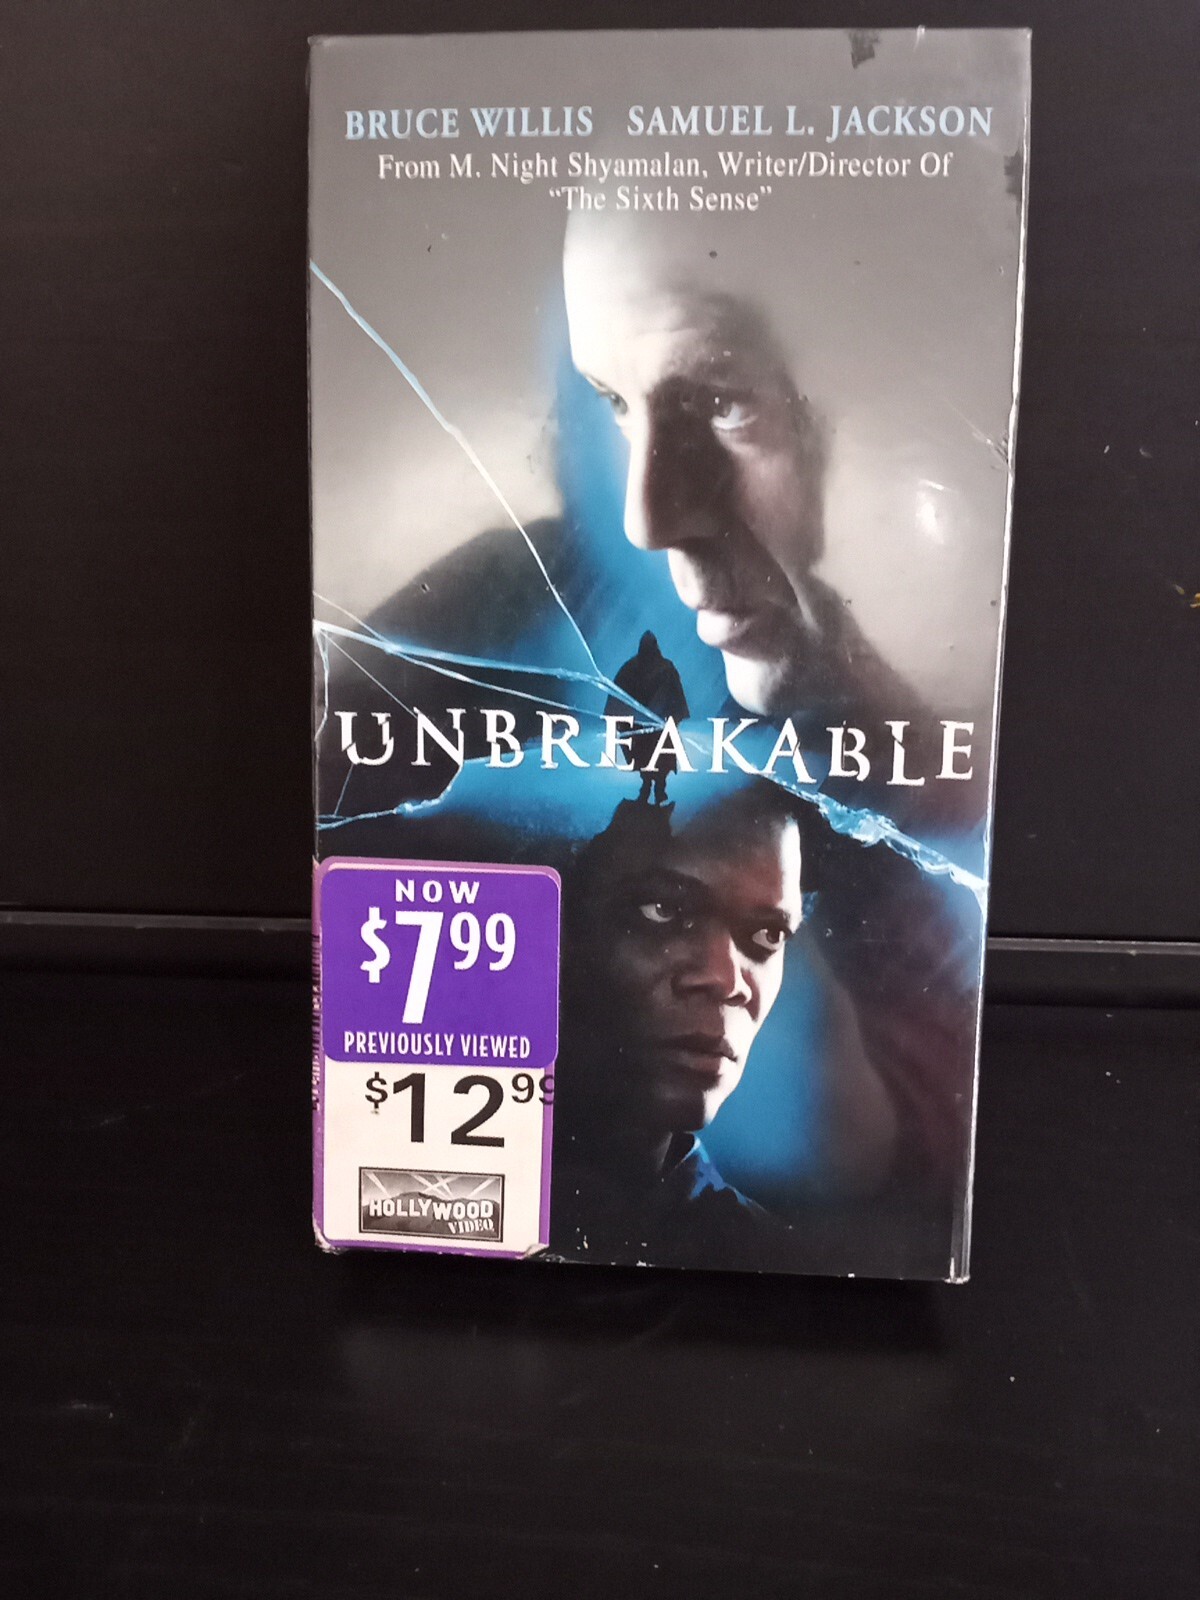 BRUCE WILLIS SAMUEL L. JACKSON
From M. Night Shyamalan, Writer/Director Of
"The Sixth Sense"
UNBREAKABLE
NOW
$7.99
PREVIOUSLY VIEWED
$12.99
HOLLYWOOD
VIDEO